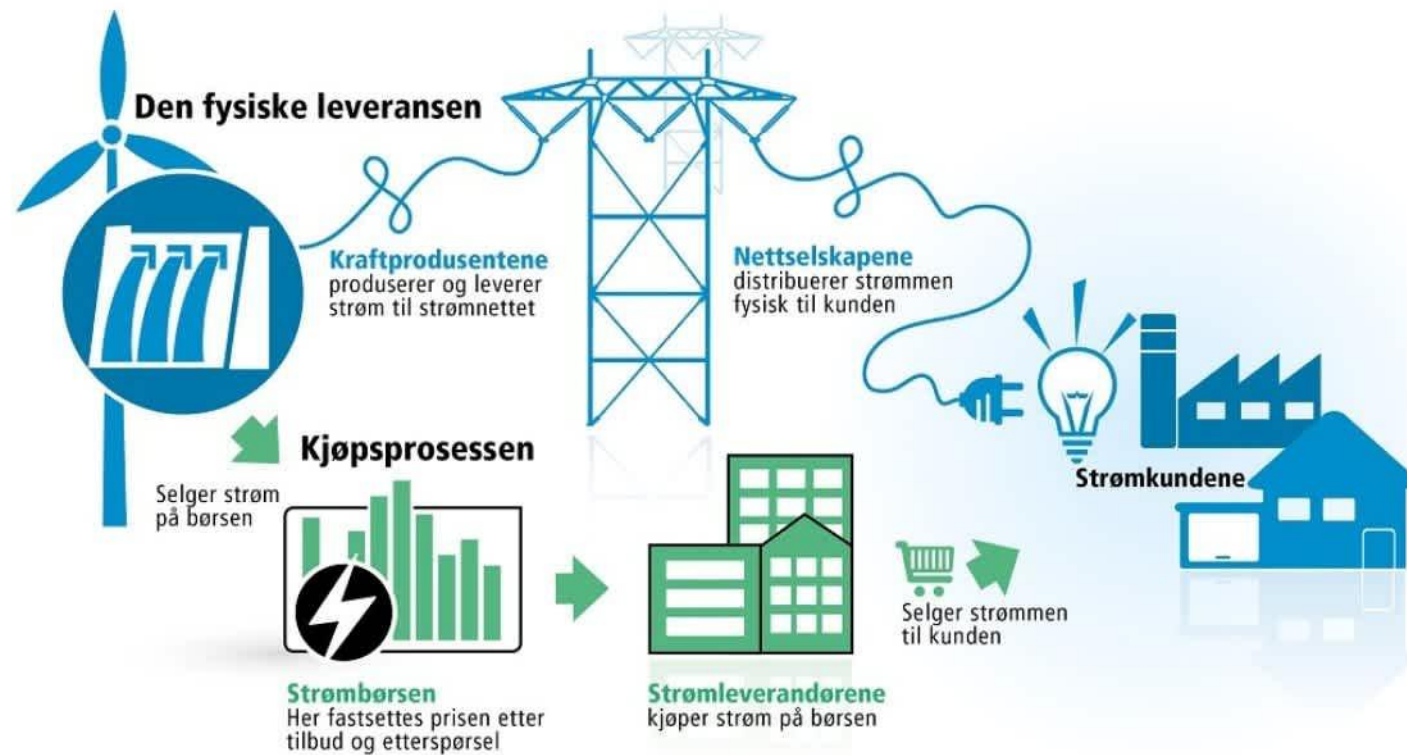 Den fysiske leveransen
Kraftprodusentene
produserer og leverer
strøm til strømnettet
Nettselskapene
distribuerer strømmen
fysisk til kunden
Strømkundene
Kjøpsprosessen
Selger strøm
på børsen
Strømbørsen
Her fastsettes prisen etter
tilbud og etterspørsel
Strømleverandørene
kjøper strøm på børsen
Selger strømmen
til kunden